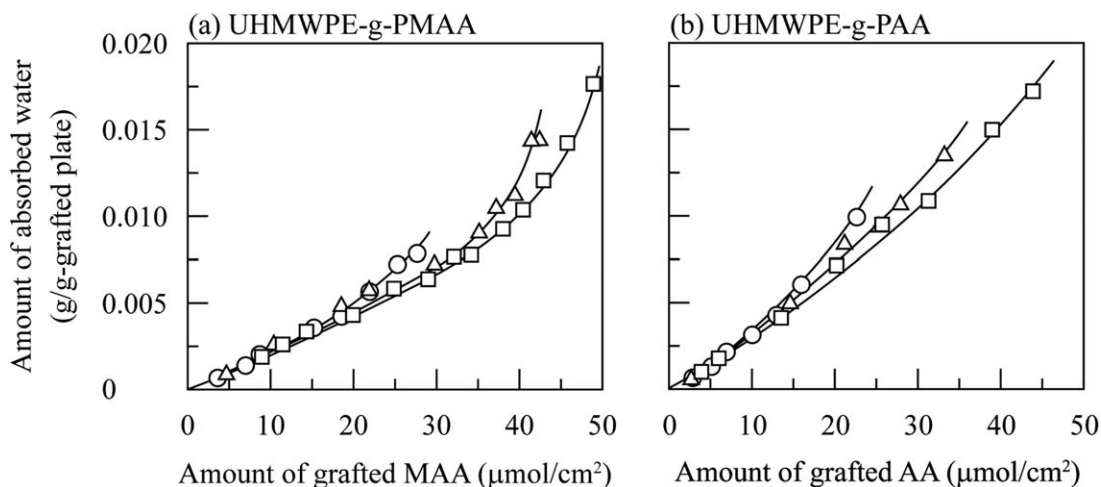 (a) UHMWPE-g-PMAA
(b) UHMWPE-g-PAA
Amount of absorbed water
(g/g-grafted plate)
0.020
0.015
0.010
0.005
0
0 10 20 30 40 50
0 10 20 30 40 50
Amount of grafted MAA (μmol/cm²)
Amount of grafted AA (μmol/cm²)